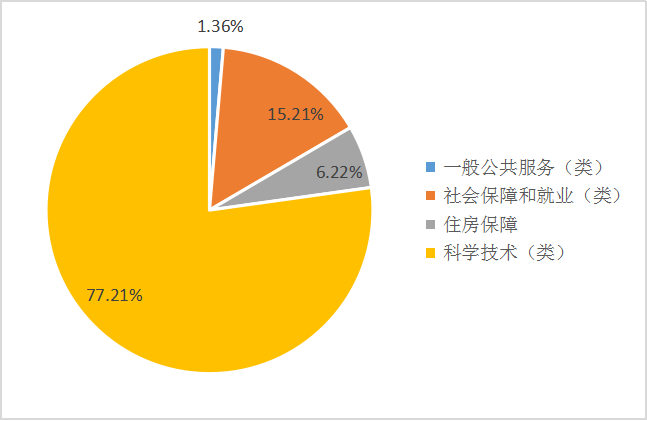 1.36%
15.21%
6.22%
77.21%
一般公共服务（类）
社会保障和就业（类）
住房保障
科学技术（类）